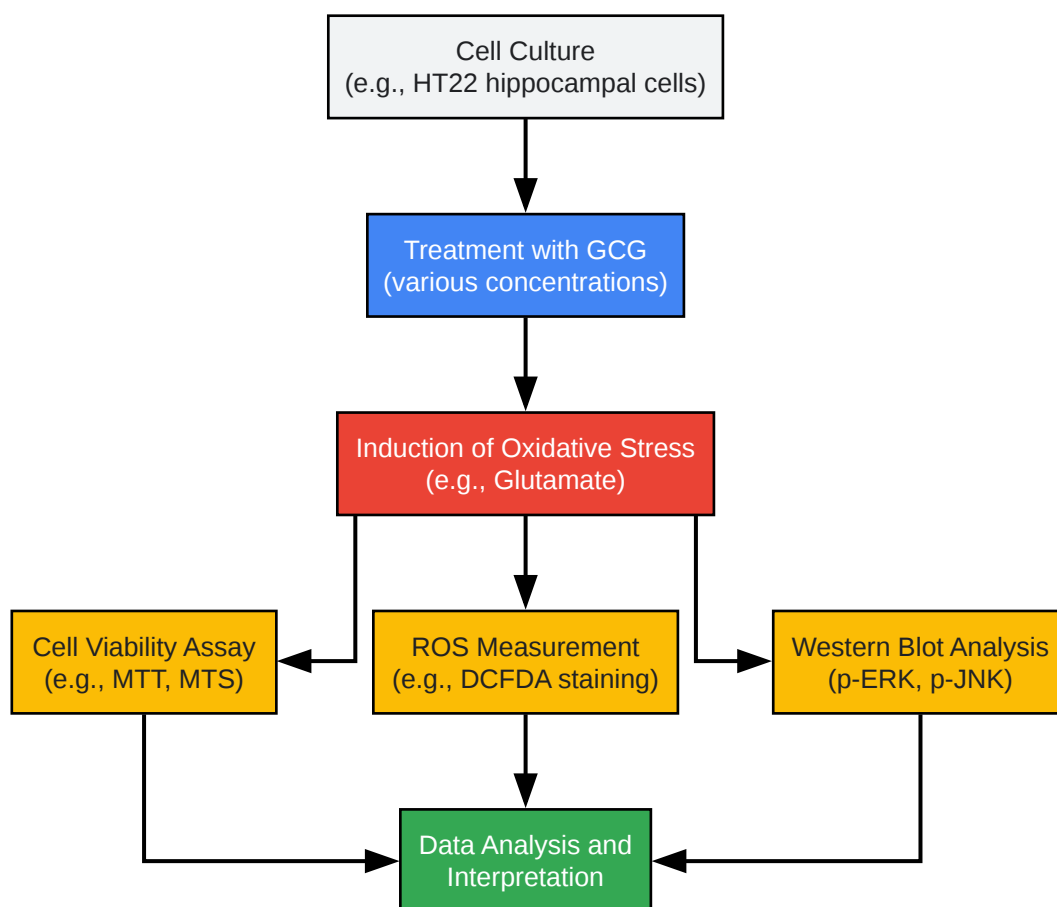 Cell Culture
(e.g., HT22 hippocampal cells)
Treatment with GCG
(various concentrations)
Induction of Oxidative Stress
(e.g., Glutamate)
Cell Viability Assay
(e.g., MTT, MTS)
ROS Measurement
(e.g., DCFDA staining)
Western Blot Analysis
(p-ERK, p-JNK)
Data Analysis and
Interpretation